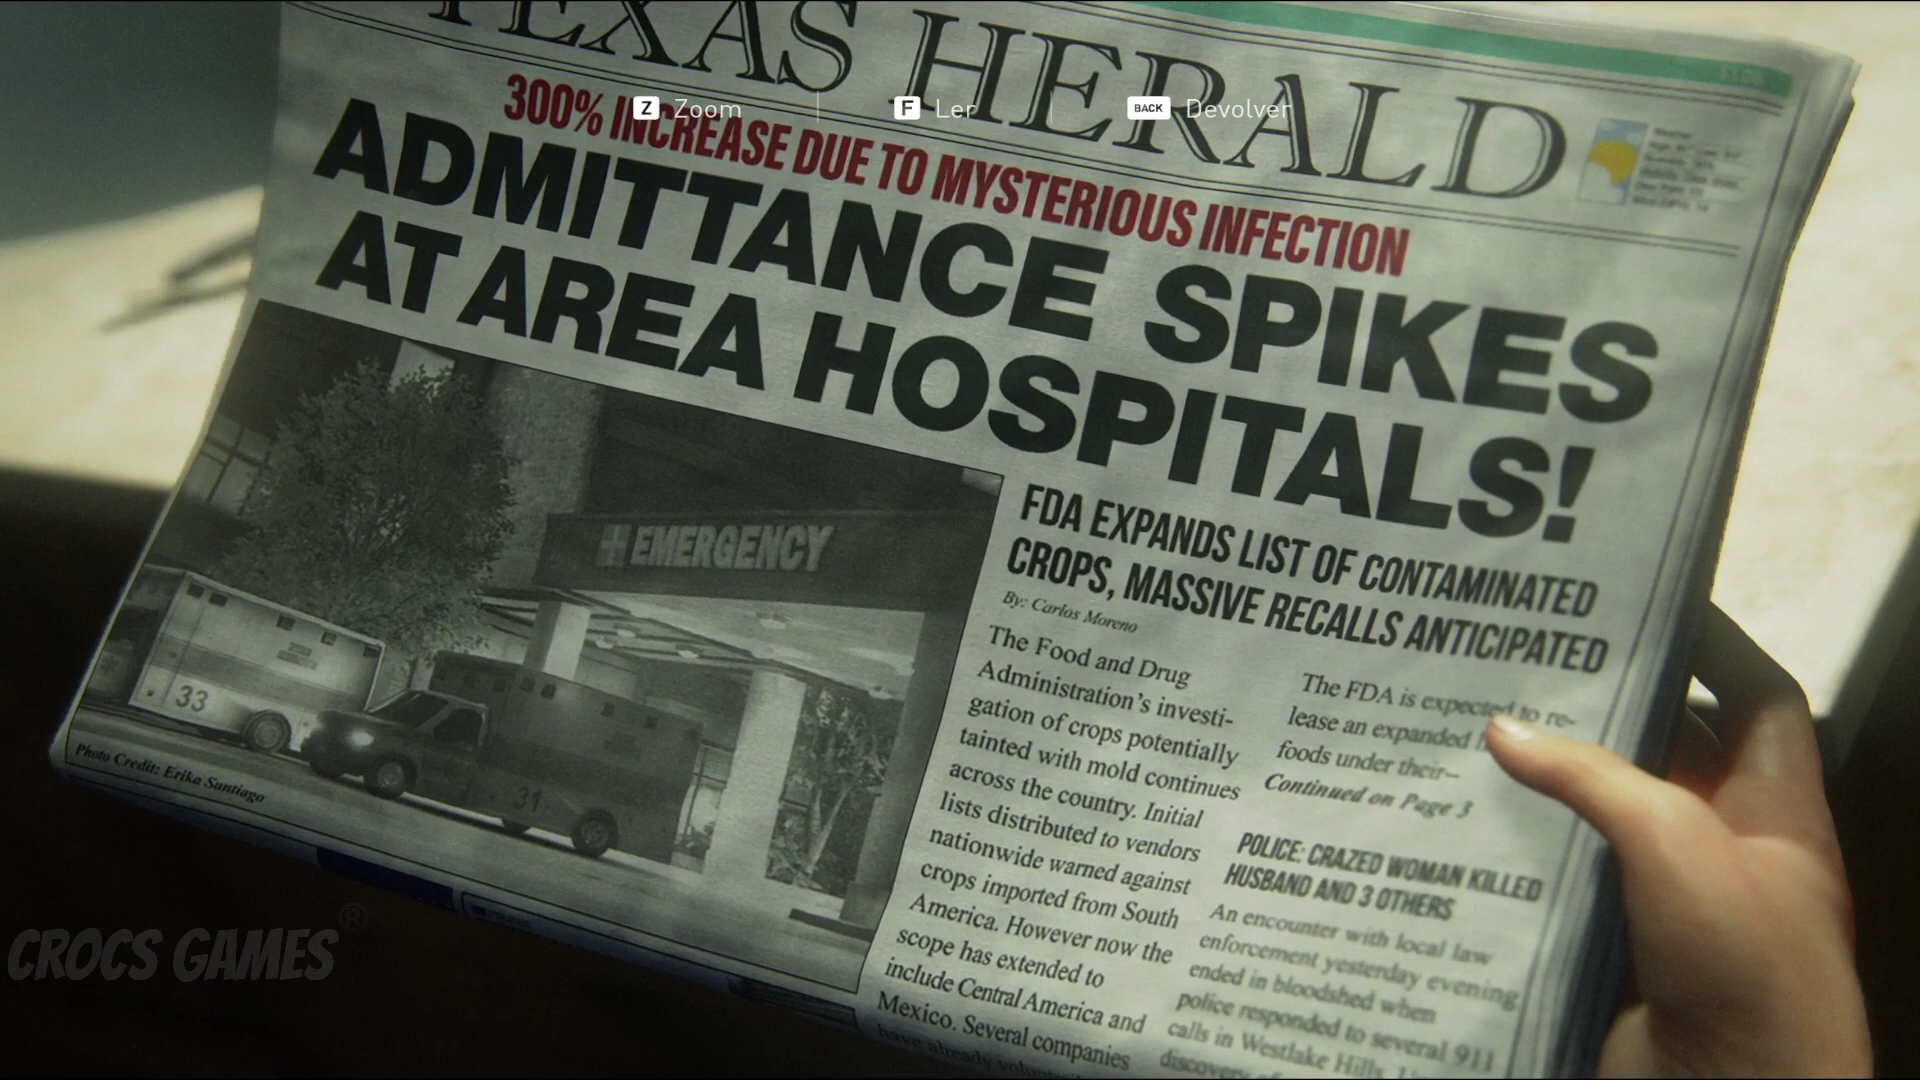 TEXAS HERALD
Z Zoom
F Ler
BACK Devolver
300% INCREASE DUE TO MYSTERIOUS INFECTION
ADMITTANCE SPIKES
AT AREA HOSPITALS!
EMERGENCY
33
31
Photo Credit: Erika Santiago
FDA EXPANDS LIST OF CONTAMINATED
CROPS, MASSIVE RECALLS ANTICIPATED
By: Carlos Moreno
The Food and Drug
Administration's investi-
gation of crops potentially
tainted with mold continues
across the country. Initial
lists distributed to vendors
nationwide warned against
crops imported from South
America. However now the
scope has extended to
include Central America and
Mexico. Several companies
have already
The FDA is expected to re-
lease an expanded
foods under their–
Continued on Page 3
POLICE: CRAZED WOMAN KILLED
HUSBAND AND 3 OTHERS
An encounter with local law
enforcement yesterday evening
ended in bloodshed when
police responded to several 911
calls in Westlake Hills.
discovery of
CROCS GAMES®